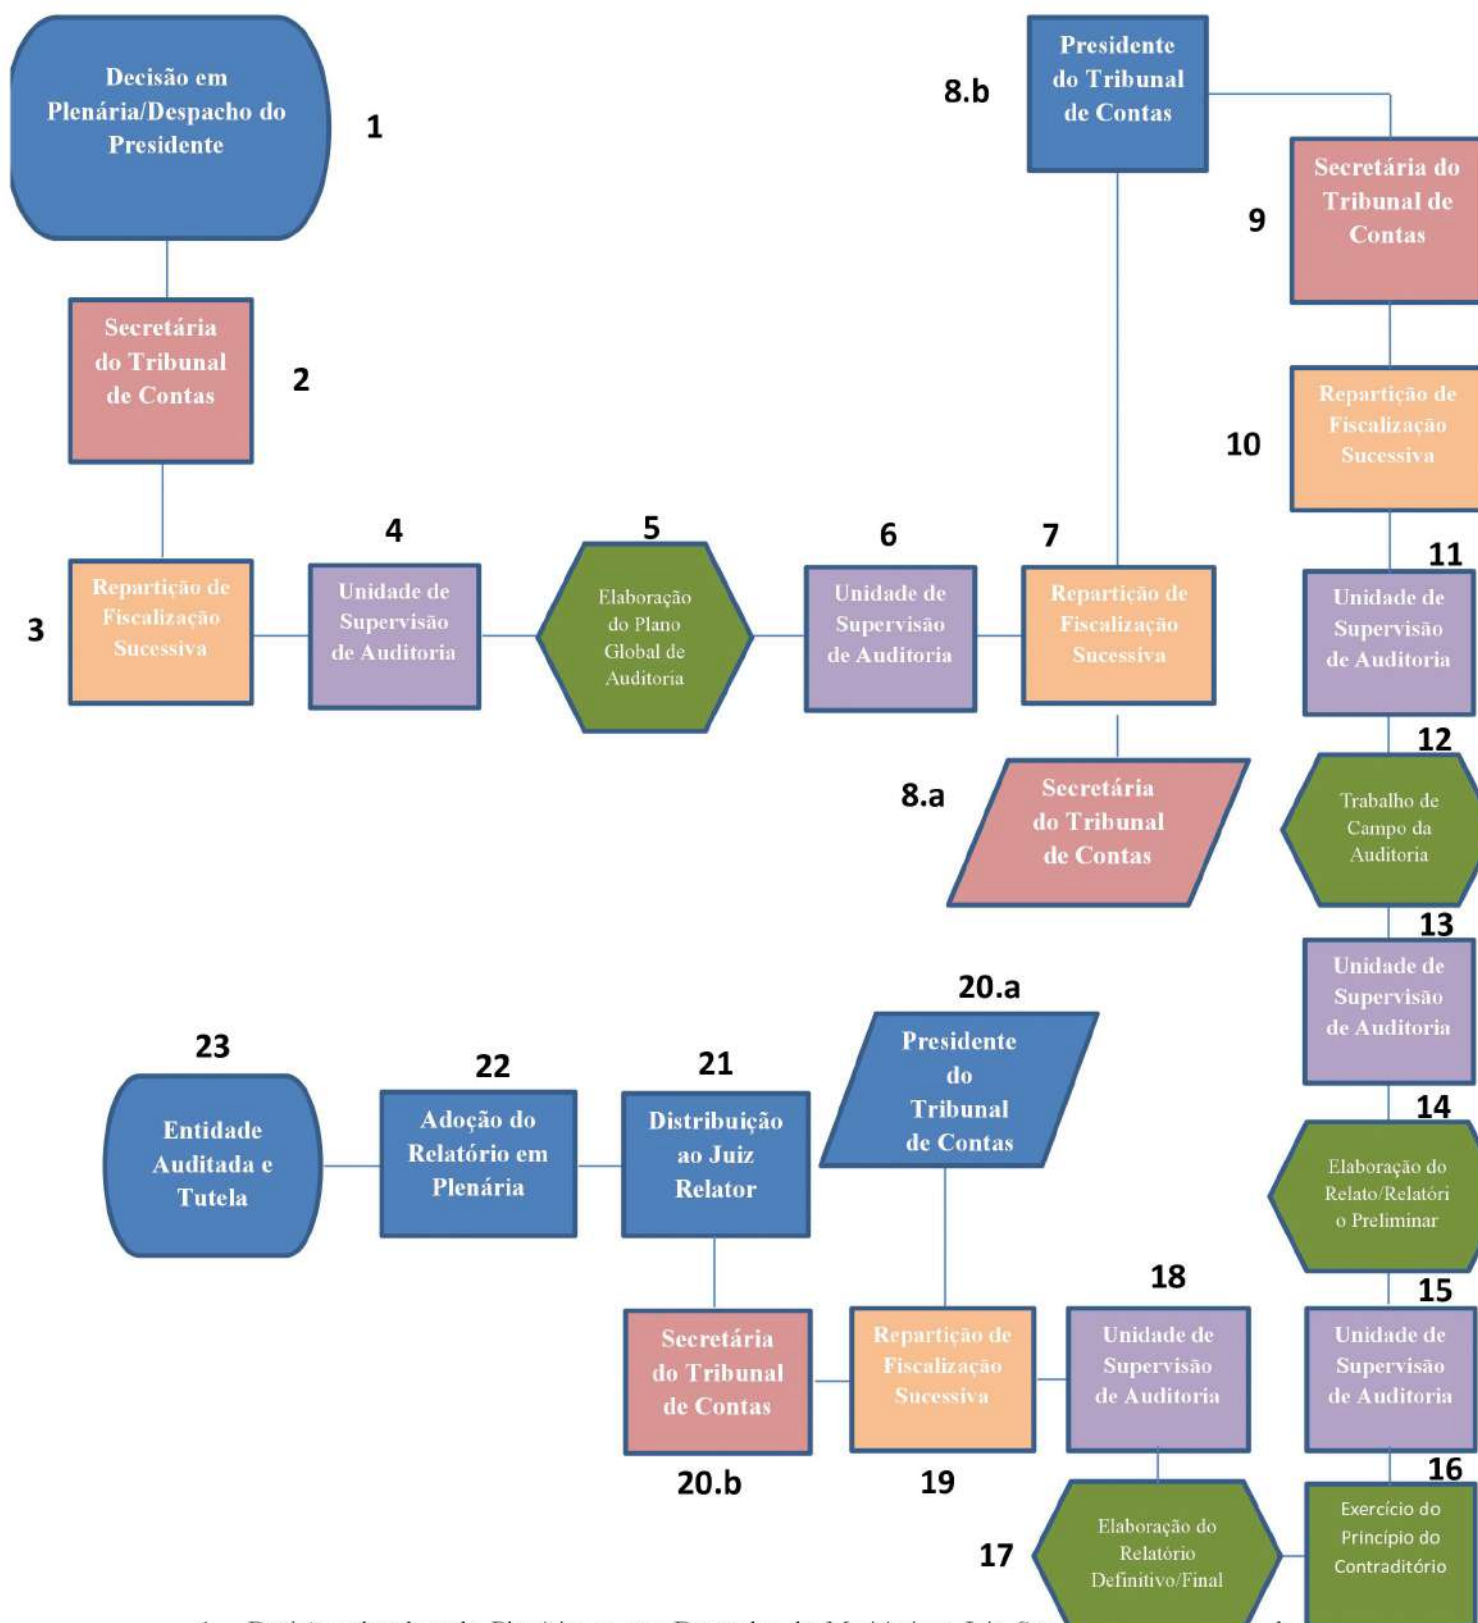 Decisão em
Plenária/Despacho do
Presidente
1
Secretária
do Tribunal
de Contas
2
Repartição de
Fiscalização
Sucessiva
3
4
Unidade de
Supervisão
de Auditoria
5
Elaboração
do Plano
Global de
Auditoria
6
Unidade de
Supervisão
de Auditoria
7
Repartição de
Fiscalização
Sucessiva
8.a
Secretária
do Tribunal
de Contas
8.b
Presidente
do Tribunal
de Contas
9
Secretária do
Tribunal de
Contas
10
Repartição de
Fiscalização
Sucessiva
11
Unidade de
Supervisão
de Auditoria
12
Trabalho de
Campo da
Auditoria
13
Unidade de
Supervisão
de Auditoria
14
Elaboração do
Relato/Relatóri
o Preliminar
15
Unidade de
Supervisão
de Auditoria
16
Exercício do
Princípio do
Contraditório
17
Elaboração do
Relatório
Definitivo/Final
18
Unidade de
Supervisão
de Auditoria
19
Repartição de
Fiscalização
Sucessiva
20.a
Presidente
do
Tribunal
de Contas
20.b
Secretária
do Tribunal
de Contas
21
Distribuição
ao Juiz
Relator
22
Adoção do
Relatório em
Plenária
23
Entidade
Auditada e
Tutela